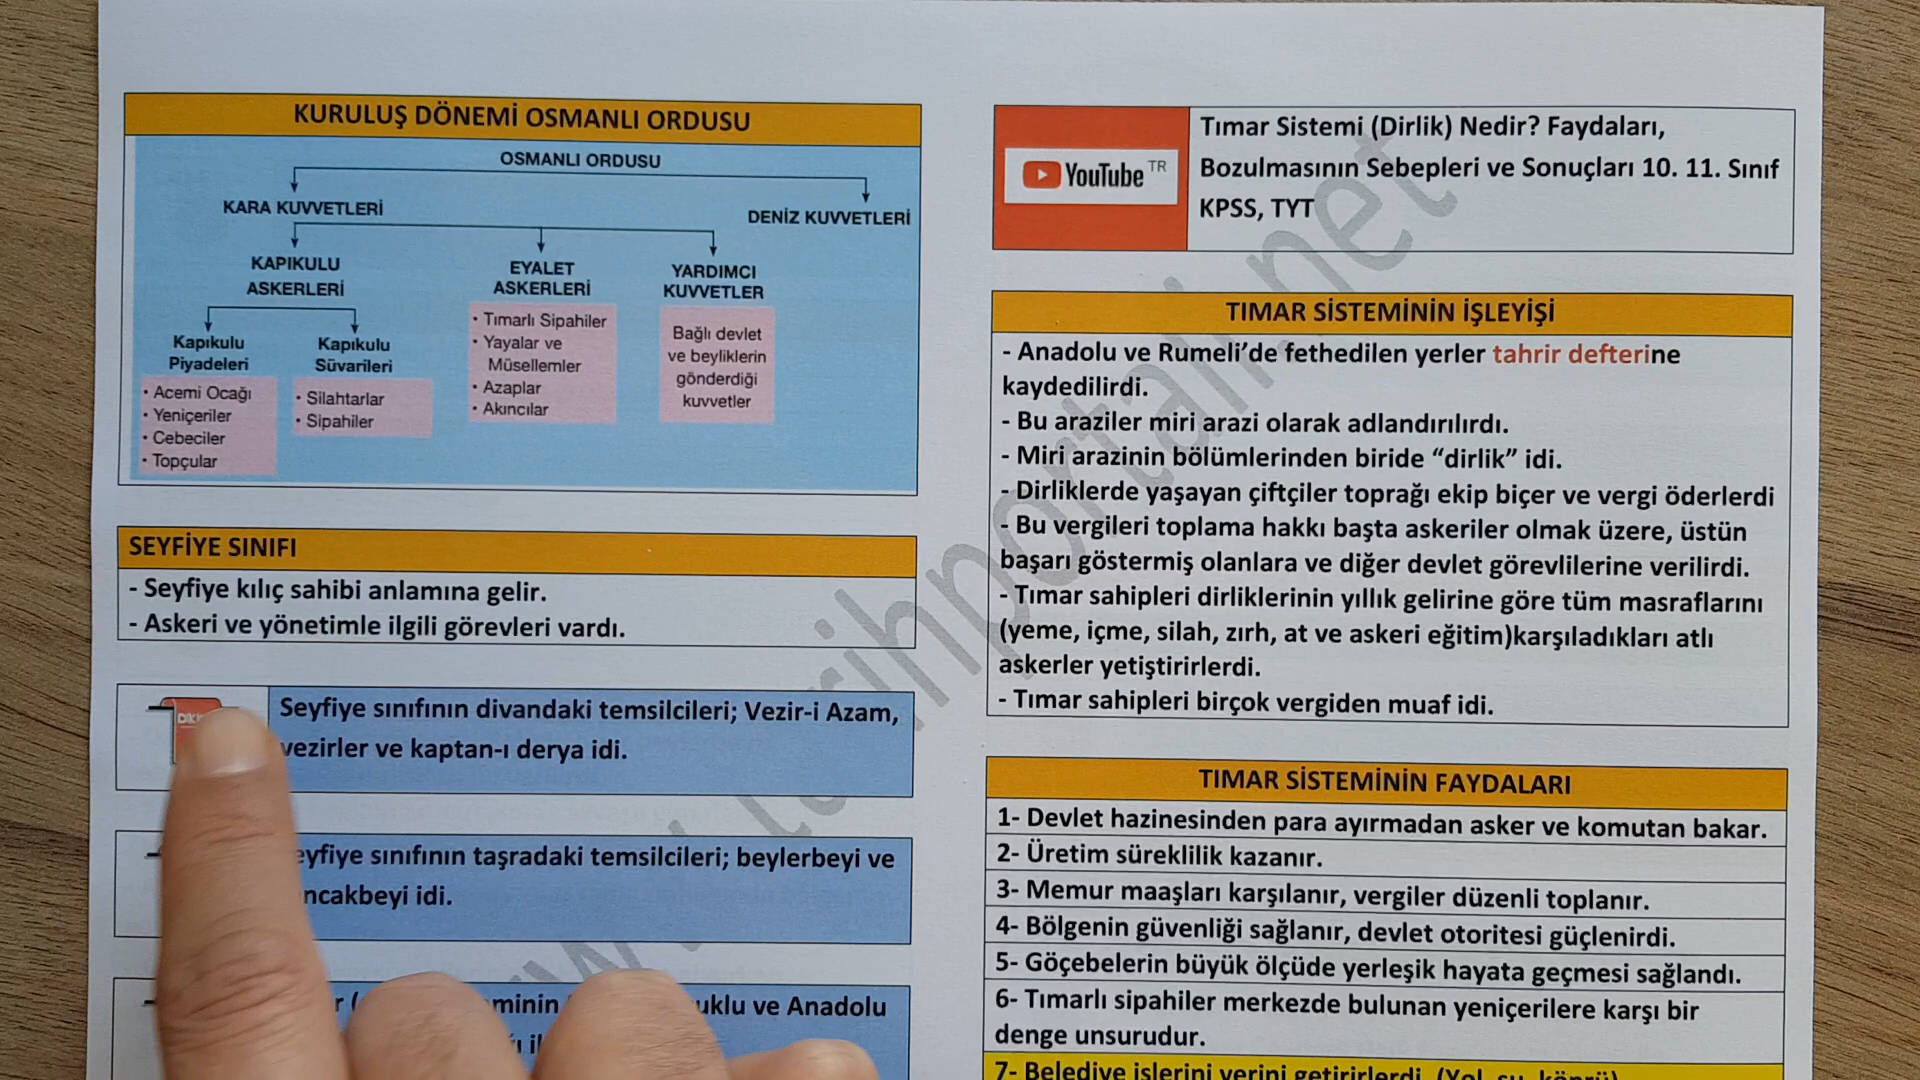 KURULUŞ DÖNEMİ OSMANLI ORDUSU
OSMANLI ORDUSU
KARA KUVVETLERİ
DENİZ KUVVETLERİ
KAPIKULU
ASKERLERİ
EYALET
ASKERLERİ
YARDIMCI
KUVVETLER
Kapıkulu
Piyadeleri
Kapıkulu
Süvarileri
• Acemi Ocağı
• Yeniçeriler
• Cebeciler
• Topçular
• Silahtarlar
• Sipahiler
• Tımarlı Sipahiler
• Yayalar ve
Müsellemler
• Azaplar
• Akıncılar
Bağlı devlet
ve beyliklerin
gönderdiği
kuvvetler
SEYFİYE SINIFI
- Seyfiye kılıç sahibi anlamına gelir.
- Askeri ve yönetimle ilgili görevleri vardı.
Seyfiye sınıfının divandaki temsilcileri; Vezir-i Azam,
vezirler ve kaptan-ı derya idi.
sınıfının taşradaki temsilcileri; beylerbeyi ve
idi.
ve Anadolu
YouTube TR
Tımar Sistemi (Dirlik) Nedir? Faydaları,
Bozulmasının Sebepleri ve Sonuçları 10. 11. Sınıf
KPSS, TYT
TIMAR SİSTEMİNİN İŞLEYİŞİ
- Anadolu ve Rumeli’de fethedilen yerler tahrir defterine
kaydedilirdi.
- Bu araziler miri arazi olarak adlandırılırdı.
- Miri arazinin bölümlerinden biride “dirlik” idi.
- Dirliklerde yaşayan çiftçiler toprağı ekip biçer ve vergi öderlerdi
- Bu vergileri toplama hakkı başta askeriler olmak üzere, üstün
başarı göstermiş olanlara ve diğer devlet görevlilerine verilirdi.
- Tımar sahipleri dirliklerinin yıllık gelirine göre tüm masraflarını
(yeme, içme, silah, zırh, at ve askeri eğitim)karşıladıkları atlı
askerler yetiştirirlerdi.
- Tımar sahipleri birçok vergiden muaf idi.
TIMAR SİSTEMİNİN FAYDALARI
1- Devlet hazinesinden para ayırmadan asker ve komutan bakar.
2- Üretim süreklilik kazanır.
3- Memur maaşları karşılanır, vergiler düzenli toplanır.
4- Bölgenin güvenliği sağlanır, devlet otoritesi güçlenirdi.
5- Göçebelerin büyük ölçüde yerleşik hayata geçmesi sağlandı.
6- Tımarlı sipahiler merkezde bulunan yeniçerilere karşı bir
denge unsurudur.
7- Belediye işlerini yerini getirirlerdi. (Yol, su, köprü)
tarihportali.net